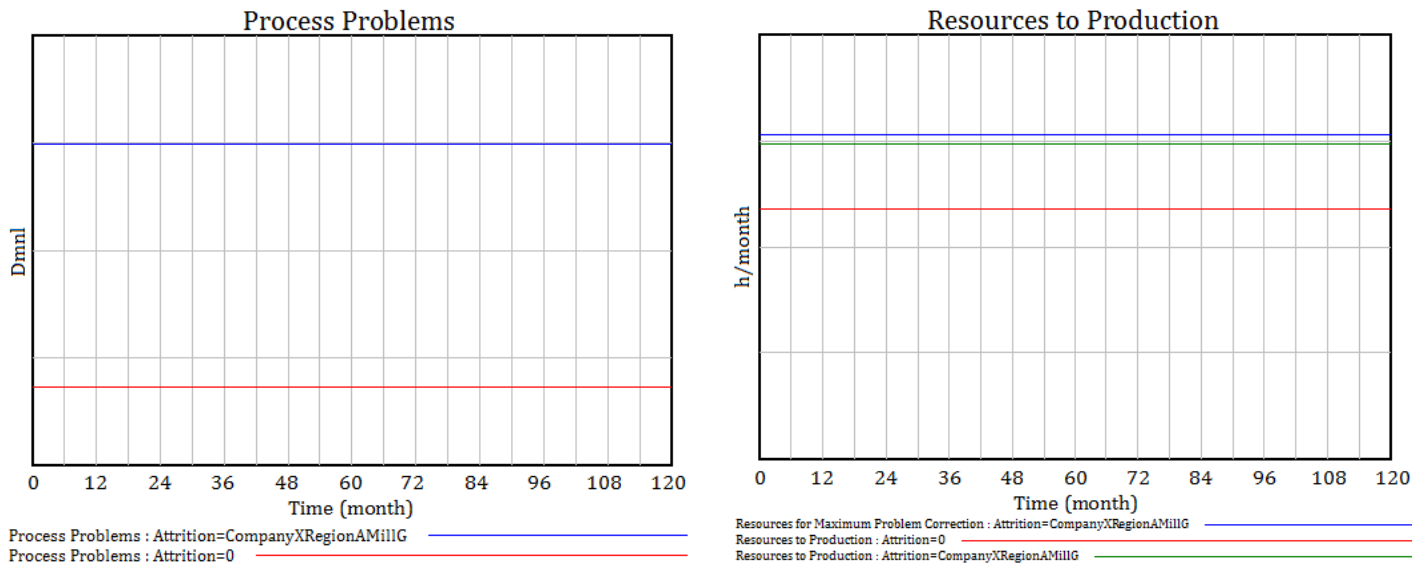 Process Problems
Dmnl
0 12 24 36 48 60 72 84 96 108 120
Time (month)
Process Problems : Attrition=CompanyXRegionAMillG
Process Problems : Attrition=0
Resources to Production
h/month
0 12 24 36 48 60 72 84 96 108 120
Time (month)
Resources for Maximum Problem Correction : Attrition=CompanyXRegionAMillG
Resources to Production : Attrition=0
Resources to Production : Attrition=CompanyXRegionAMillG